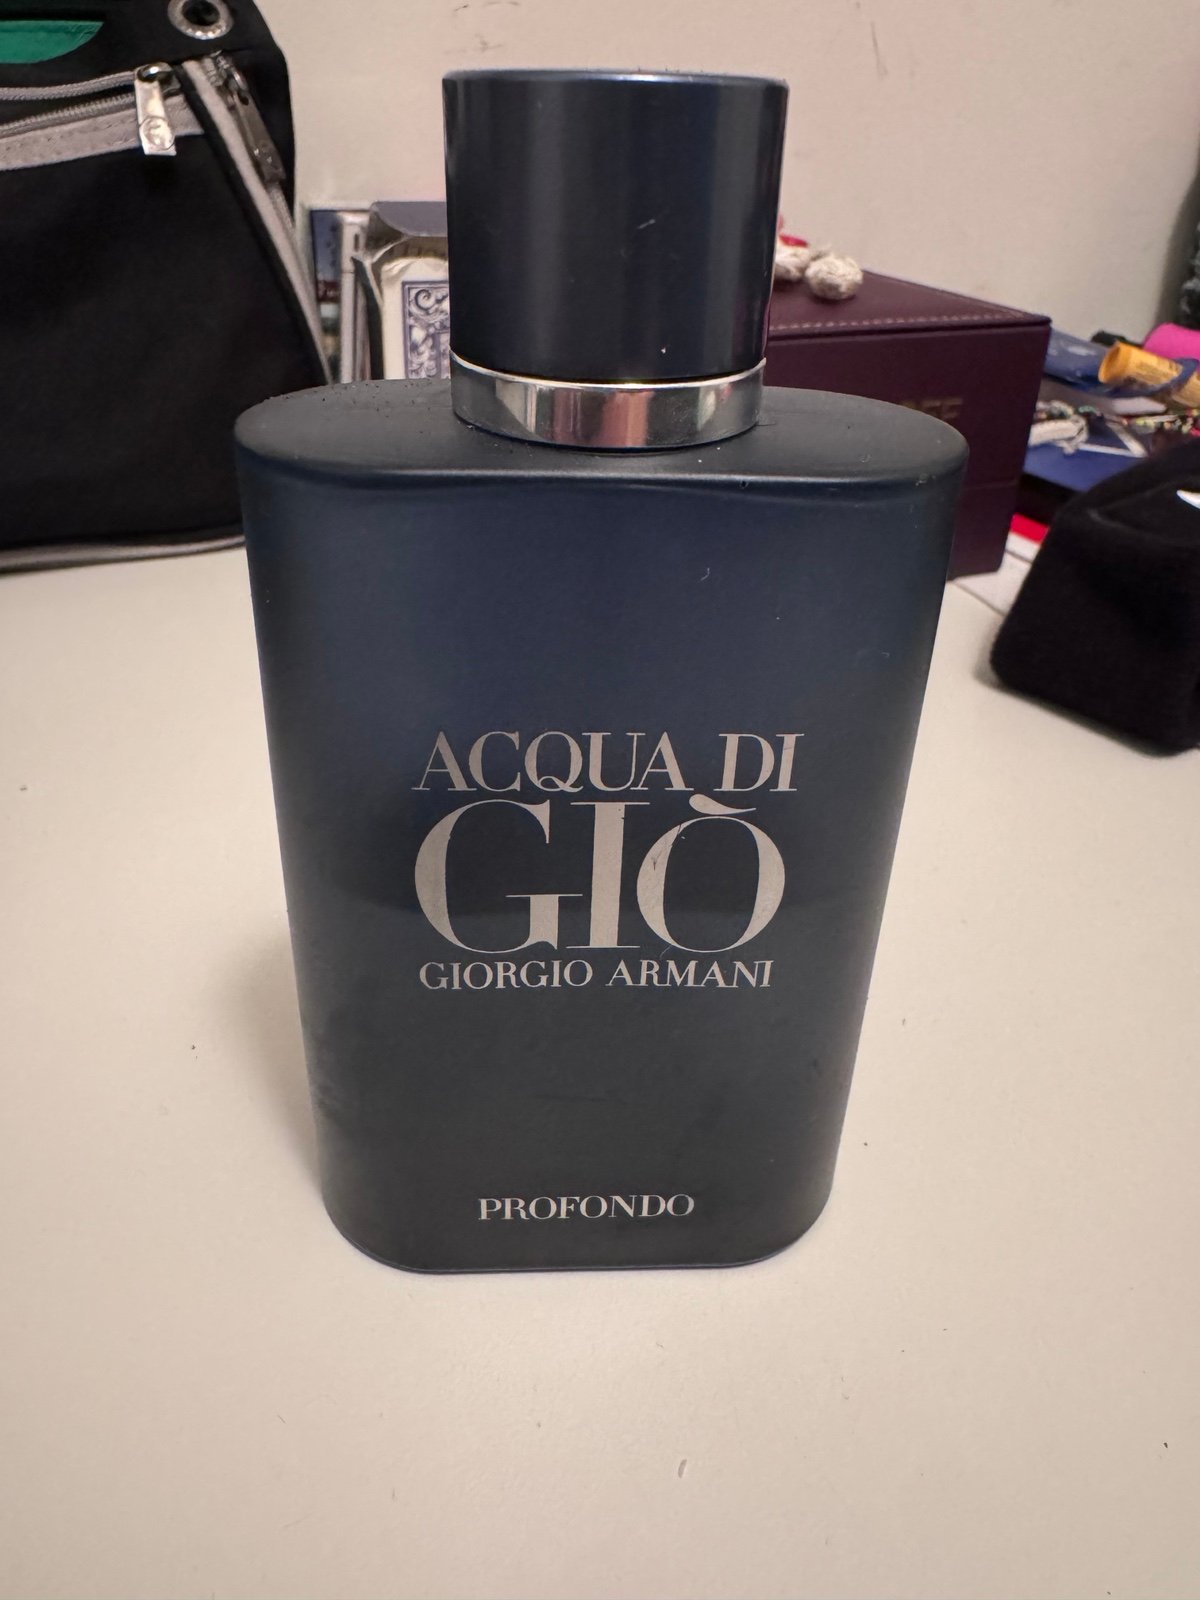 ACQUA DI
GIÒ
GIORGIO ARMANI
PROFONDO